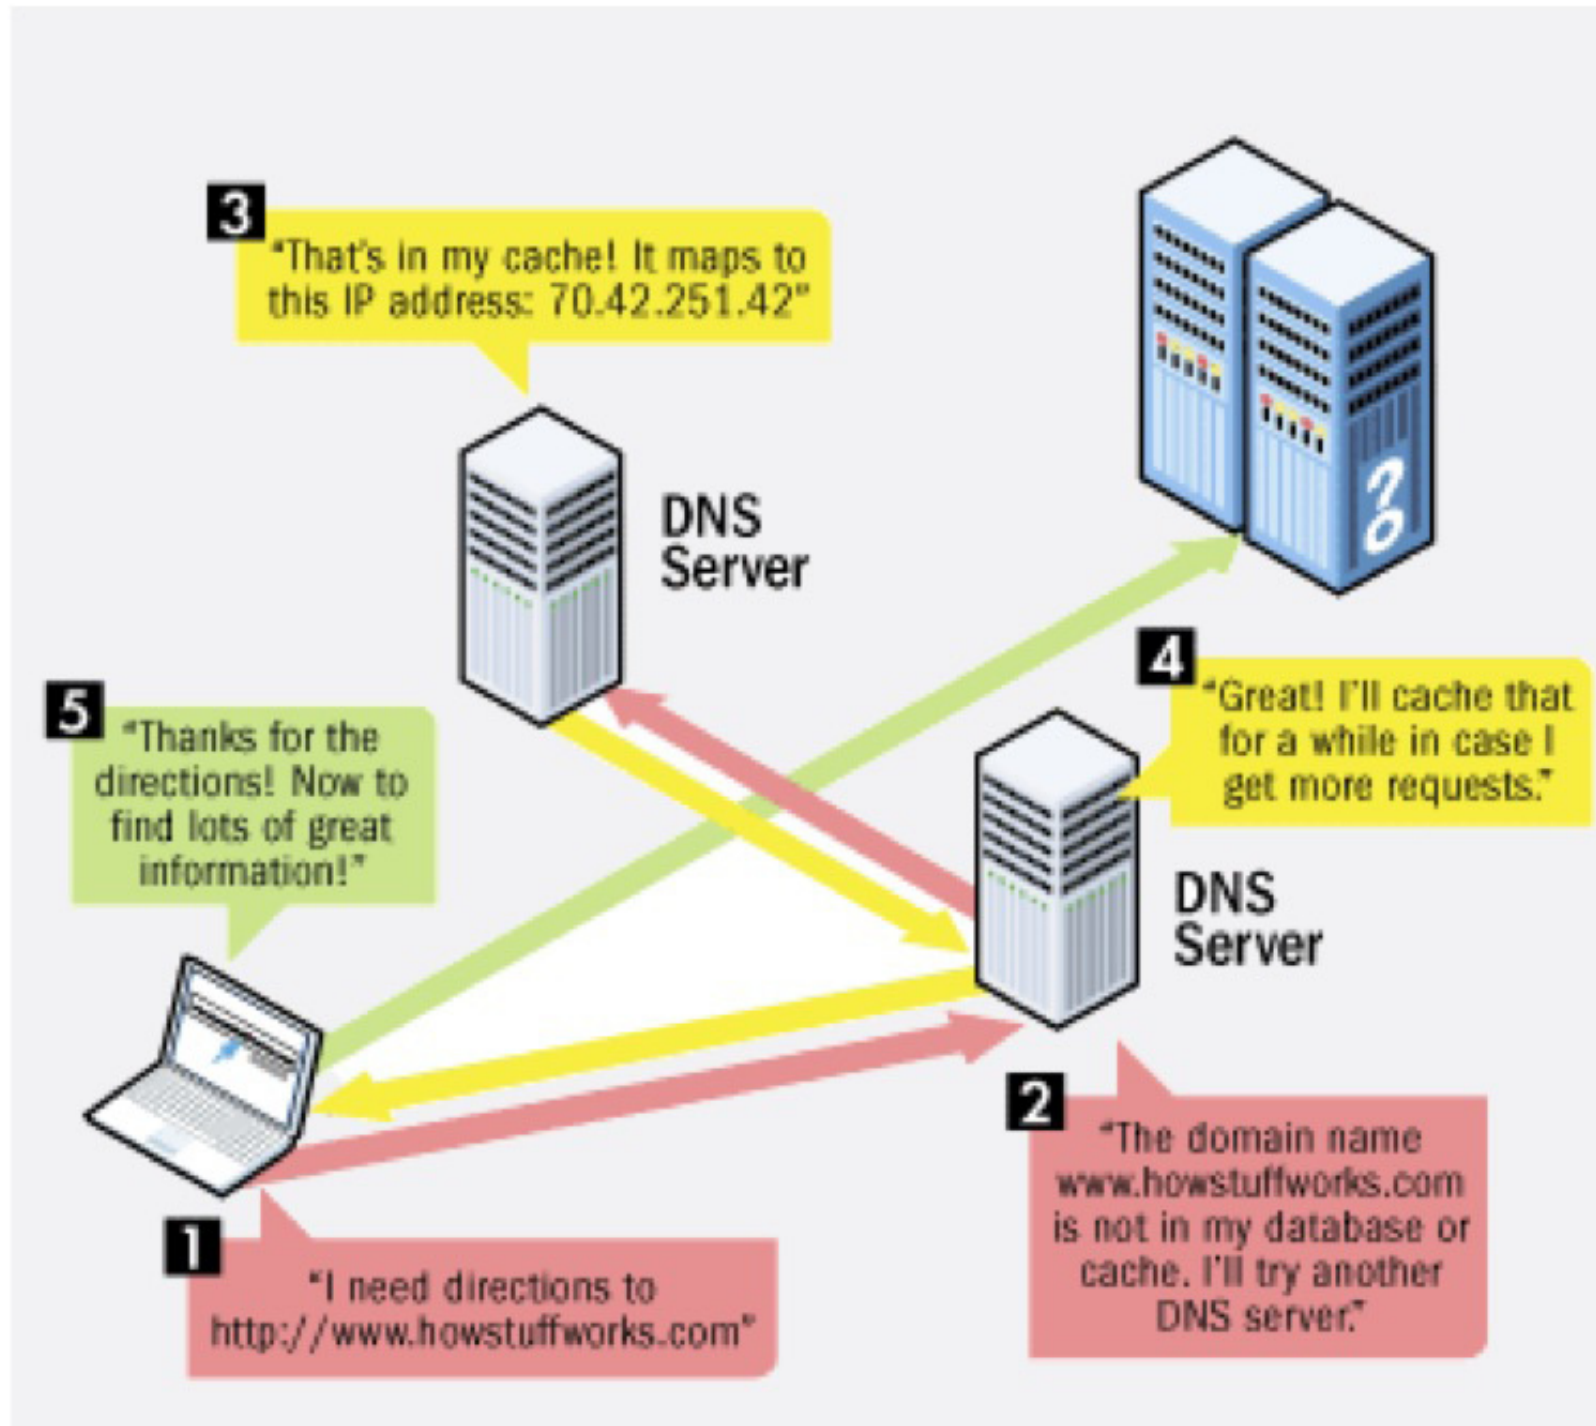 3
"That's in my cache! It maps to
this IP address: 70.42.251.42"
DNS
Server
?
4
"Great! I'll cache that
for a while in case I
get more requests."
5
"Thanks for the
directions! Now to
find lots of great
information!"
DNS
Server
2
"The domain name
www.howstuffworks.com
is not in my database or
cache. I'll try another
DNS server."
1
"I need directions to
http://www.howstuffworks.com"